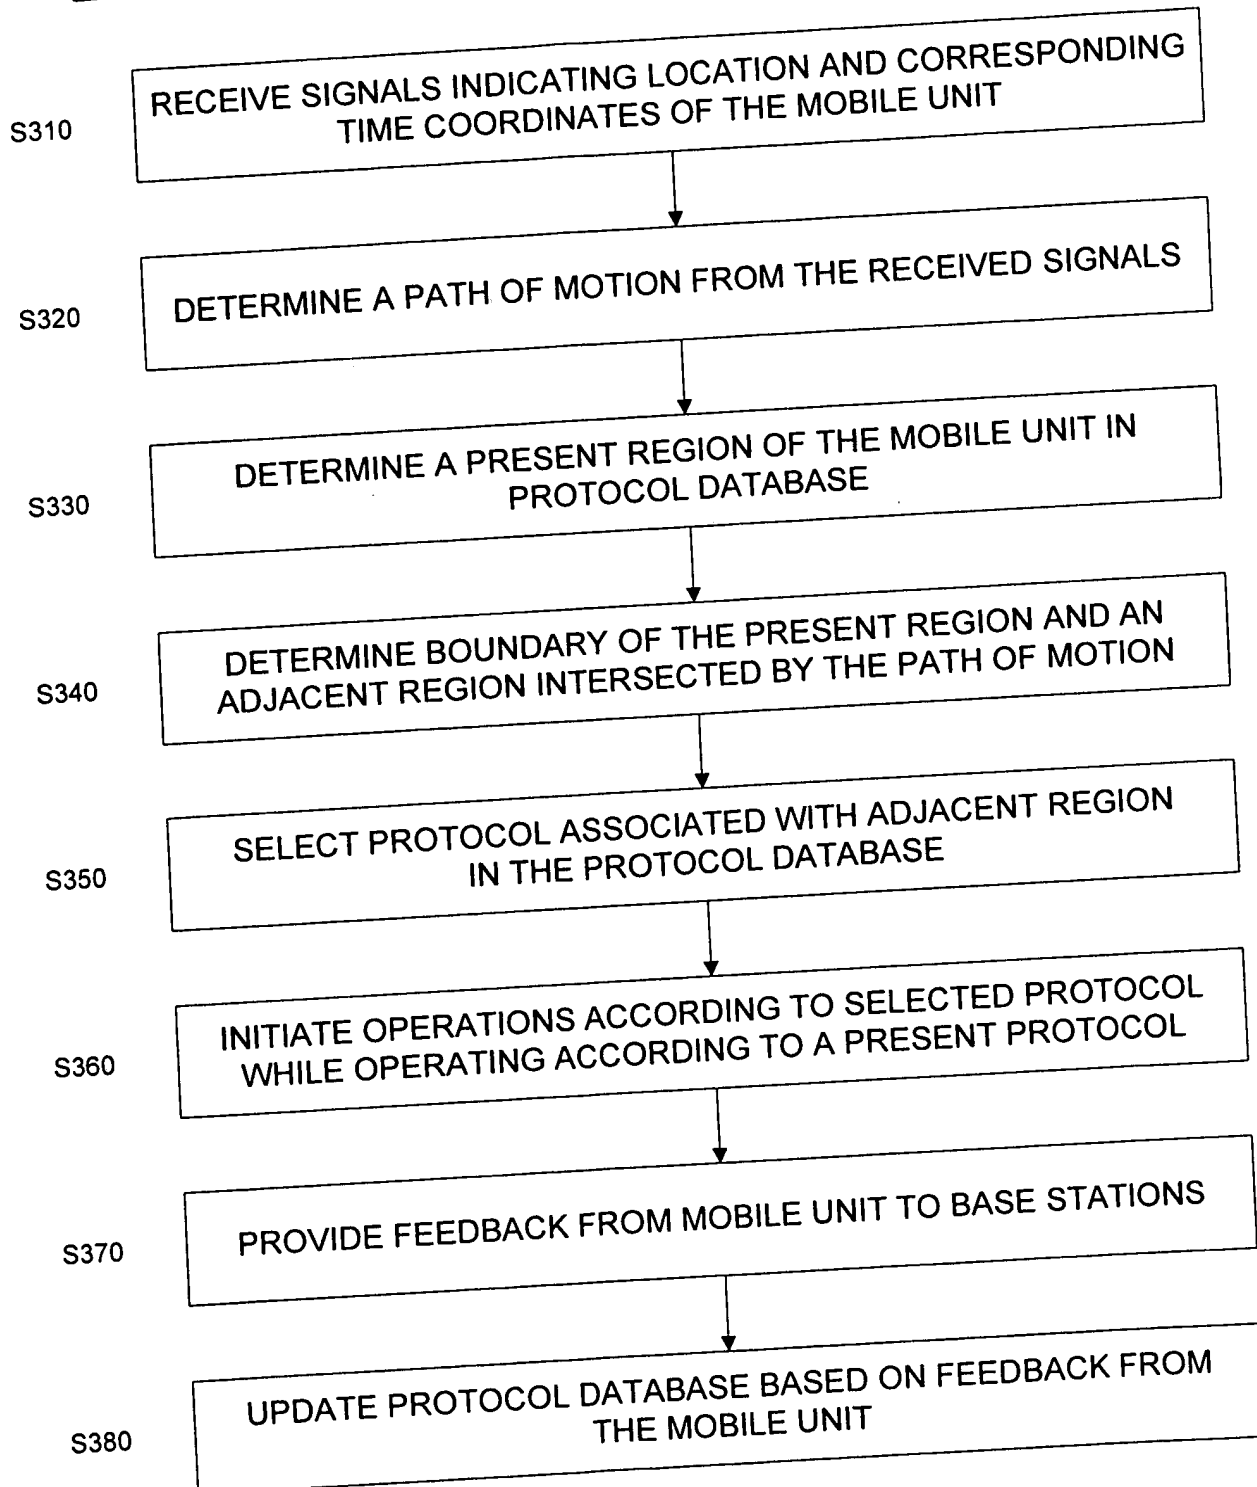 S310
RECEIVE SIGNALS INDICATING LOCATION AND CORRESPONDING
TIME COORDINATES OF THE MOBILE UNIT
S320
DETERMINE A PATH OF MOTION FROM THE RECEIVED SIGNALS
S330
DETERMINE A PRESENT REGION OF THE MOBILE UNIT IN
PROTOCOL DATABASE
S340
DETERMINE BOUNDARY OF THE PRESENT REGION AND AN
ADJACENT REGION INTERSECTED BY THE PATH OF MOTION
S350
SELECT PROTOCOL ASSOCIATED WITH ADJACENT REGION
IN THE PROTOCOL DATABASE
S360
INITIATE OPERATIONS ACCORDING TO SELECTED PROTOCOL
WHILE OPERATING ACCORDING TO A PRESENT PROTOCOL
S370
PROVIDE FEEDBACK FROM MOBILE UNIT TO BASE STATIONS
S380
UPDATE PROTOCOL DATABASE BASED ON FEEDBACK FROM
THE MOBILE UNIT